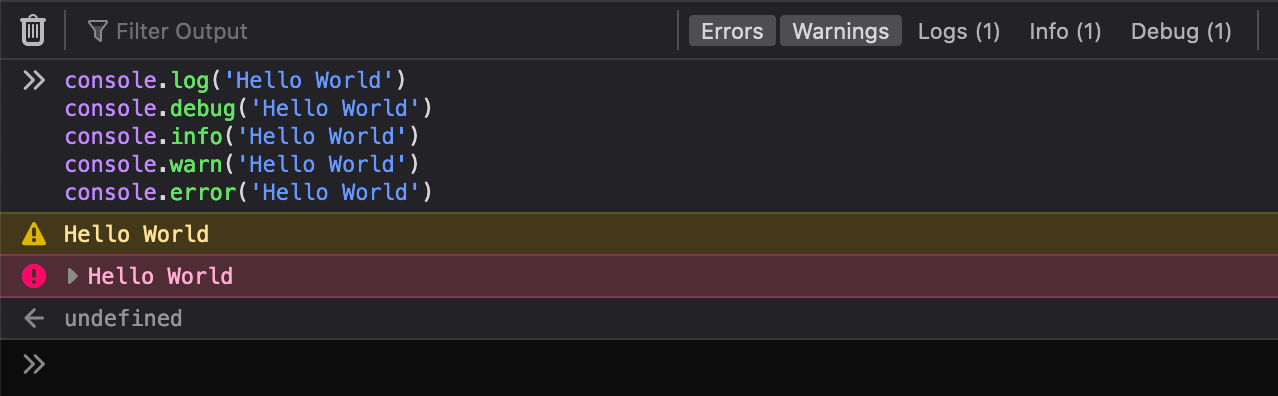 Filter Output Errors Warnings Logs (1) Info (1) Debug (1)
console.log('Hello World')
console.debug('Hello World')
console.info('Hello World')
console.warn('Hello World')
console.error('Hello World')
Hello World
Hello World
undefined